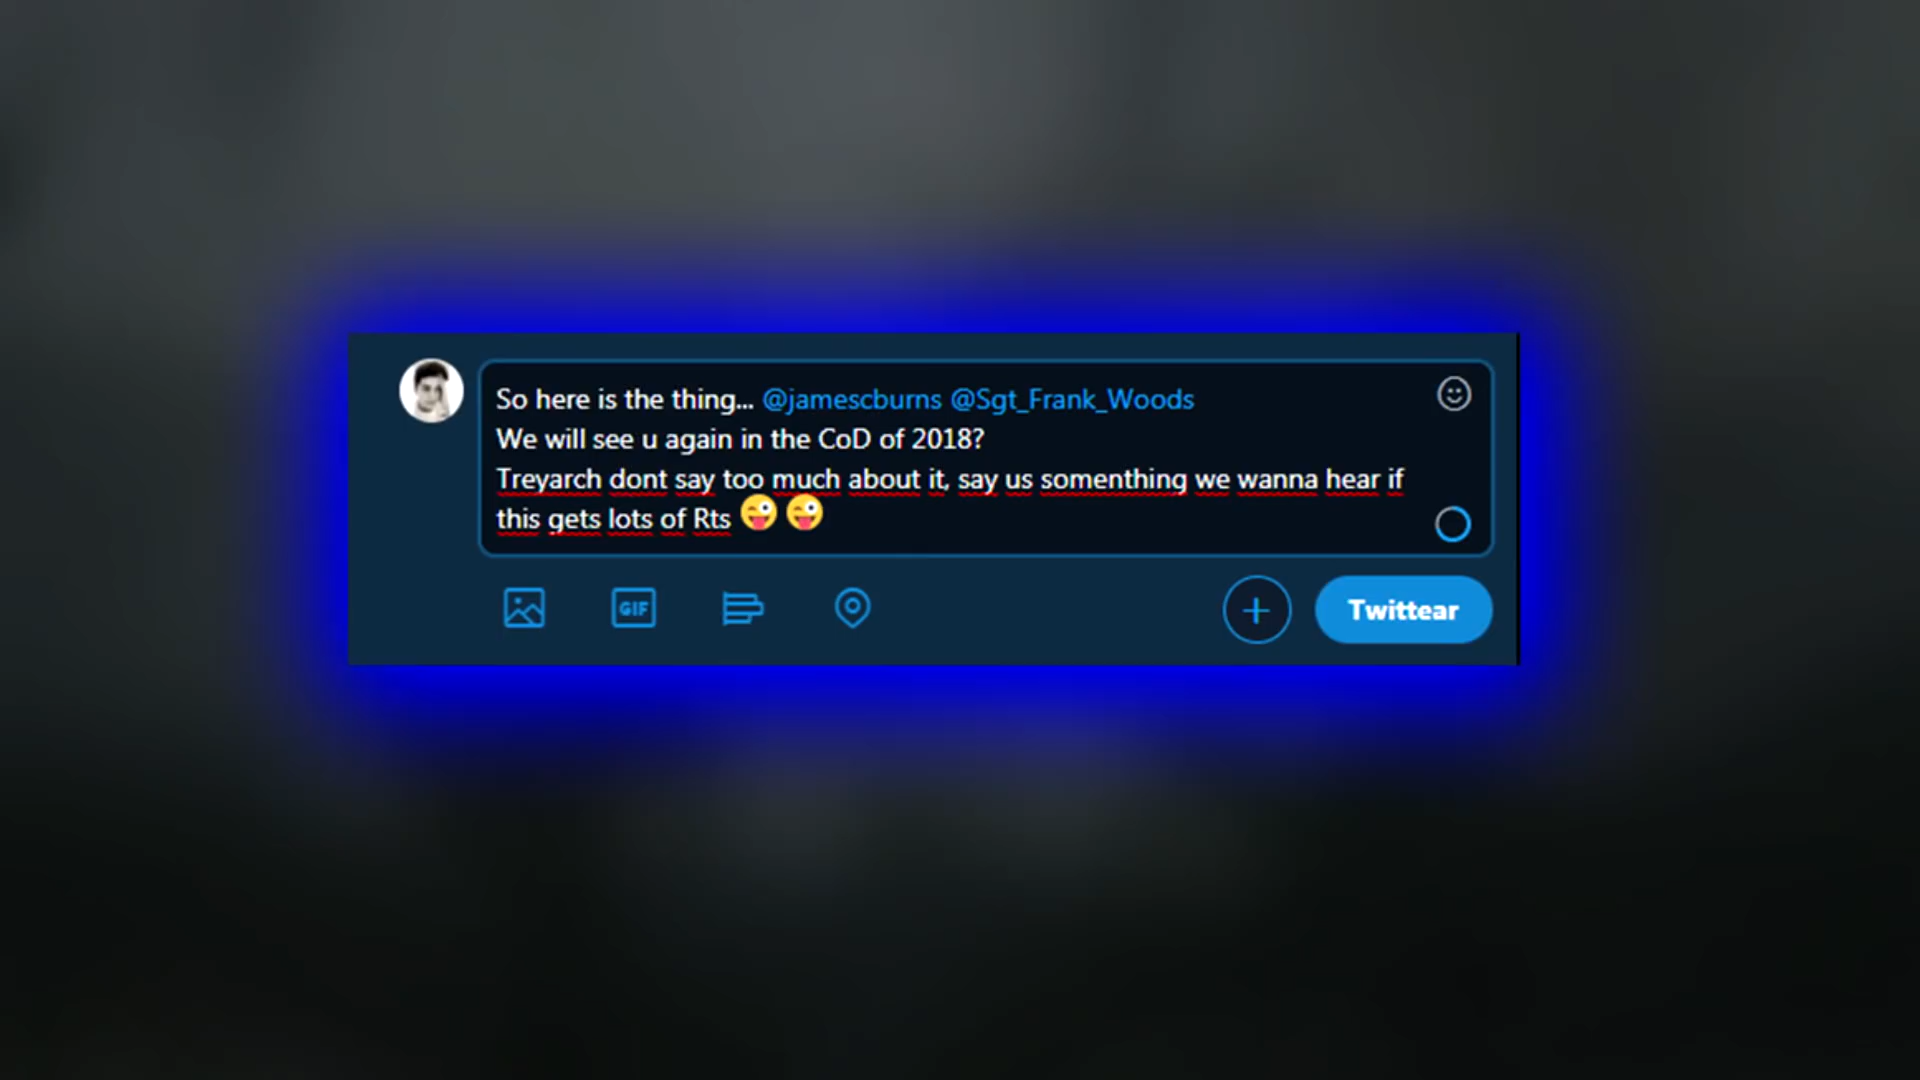 So here is the thing... @jamescburns @Sgt_Frank_Woods
We will see u again in the CoD of 2018?
Treyarch dont say too much about it, say us somenthing we wanna hear if
this gets lots of Rts 😜 😜
GIF
Twittear